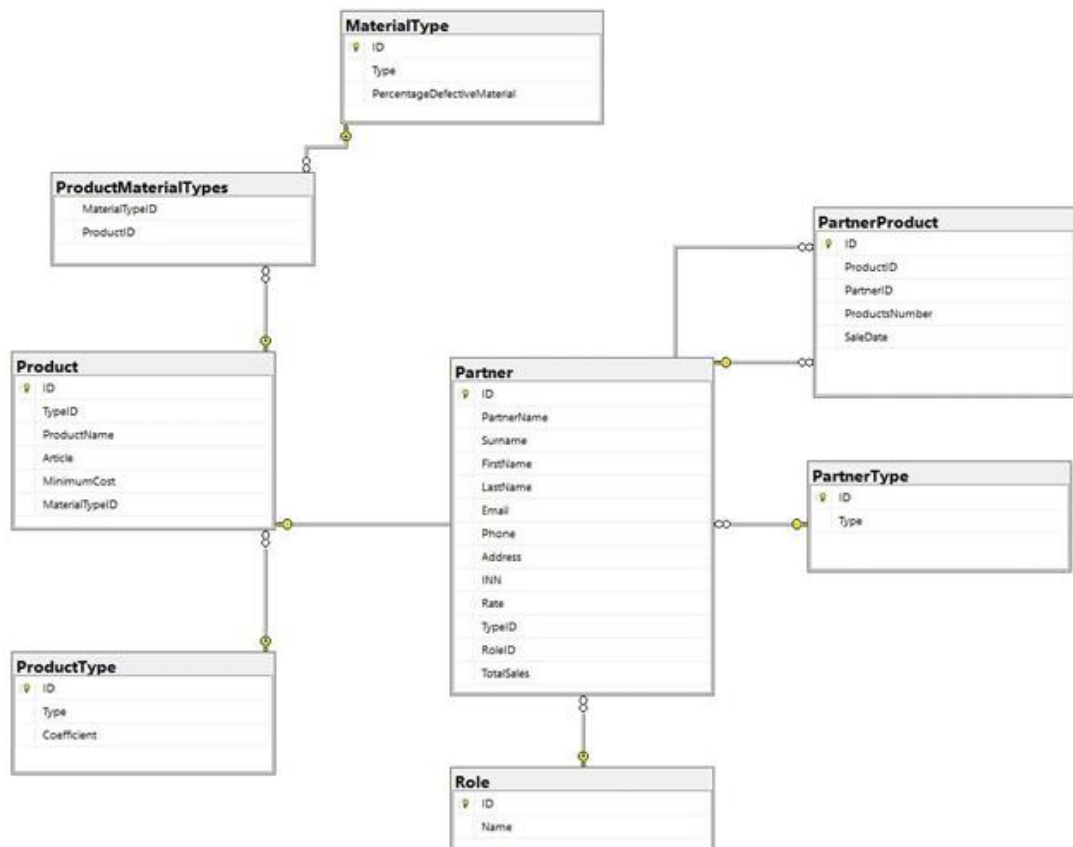 MaterialType
ID
Type
PercentageDefectiveMaterial
ProductMaterialTypes
MaterialTypeID
ProductID
PartnerProduct
ID
ProductID
PartnerID
ProductsNumber
SaleDate
Product
ID
TypeID
ProductName
Article
MinimumCost
MaterialTypeID
Partner
ID
PartnerName
Surname
FirstName
LastName
Email
Phone
Address
INN
Rate
TypeID
RoleID
TotalSales
PartnerType
ID
Type
ProductType
ID
Type
Coefficient
Role
ID
Name